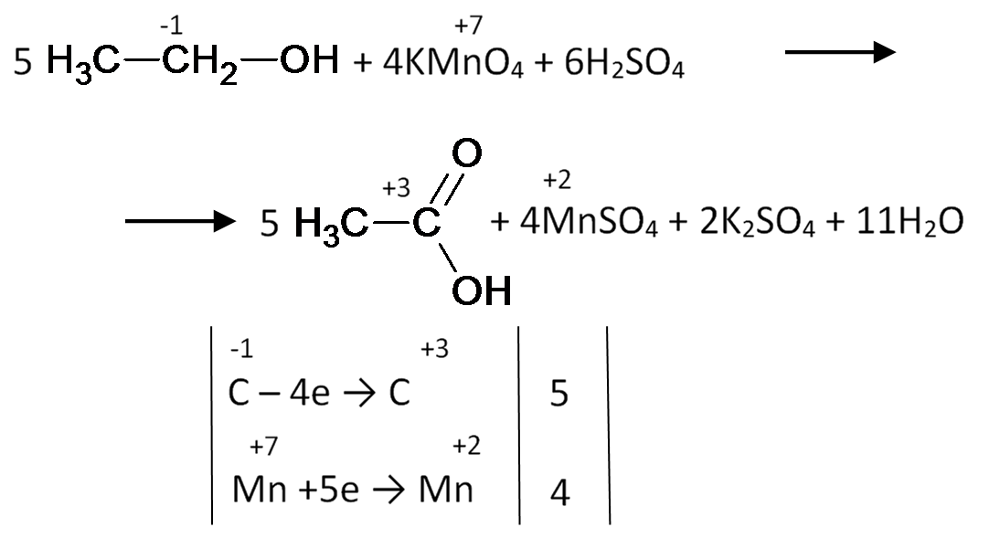 -1 +7
5 H₃C—CH₂—OH + 4KMnO₄ + 6H₂SO₄ ⟶
O
+3 +2
⟶ 5 H₃C—C + 4MnSO₄ + 2K₂SO₄ + 11H₂O
OH
-1 +3
C – 4e → C 5
+7 +2
Mn +5e → Mn 4